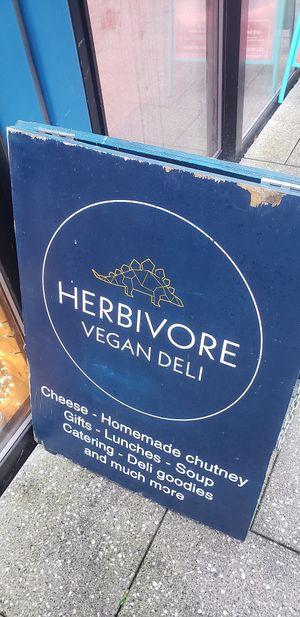 HERBIVORE
VEGAN DELI
Cheese - Homemade chutney
Gifts - Lunches - Soup
Catering - Deli goodies
and much more